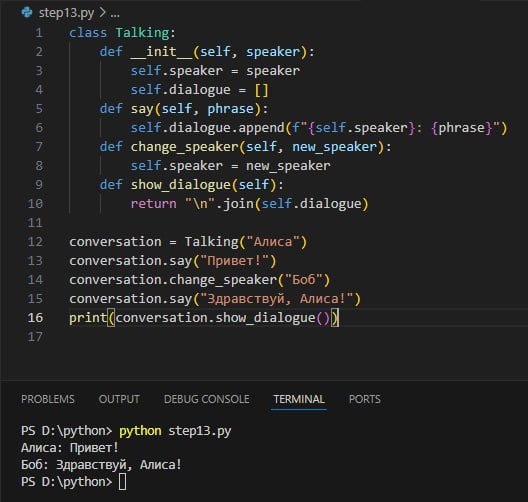 step13.py > ...
1 class Talking:
2     def __init__(self, speaker):
3         self.speaker = speaker
4         self.dialogue = []
5     def say(self, phrase):
6         self.dialogue.append(f"{self.speaker}: {phrase}")
7     def change_speaker(self, new_speaker):
8         self.speaker = new_speaker
9     def show_dialogue(self):
10         return "\n".join(self.dialogue)
11
12 conversation = Talking("Алиса")
13 conversation.say("Привет!")
14 conversation.change_speaker("Боб")
15 conversation.say("Здравствуй, Алиса!")
16 print(conversation.show_dialogue())
17
PROBLEMS OUTPUT DEBUG CONSOLE TERMINAL PORTS
PS D:\python> python step13.py
Алиса: Привет!
Боб: Здравствуй, Алиса!
PS D:\python>